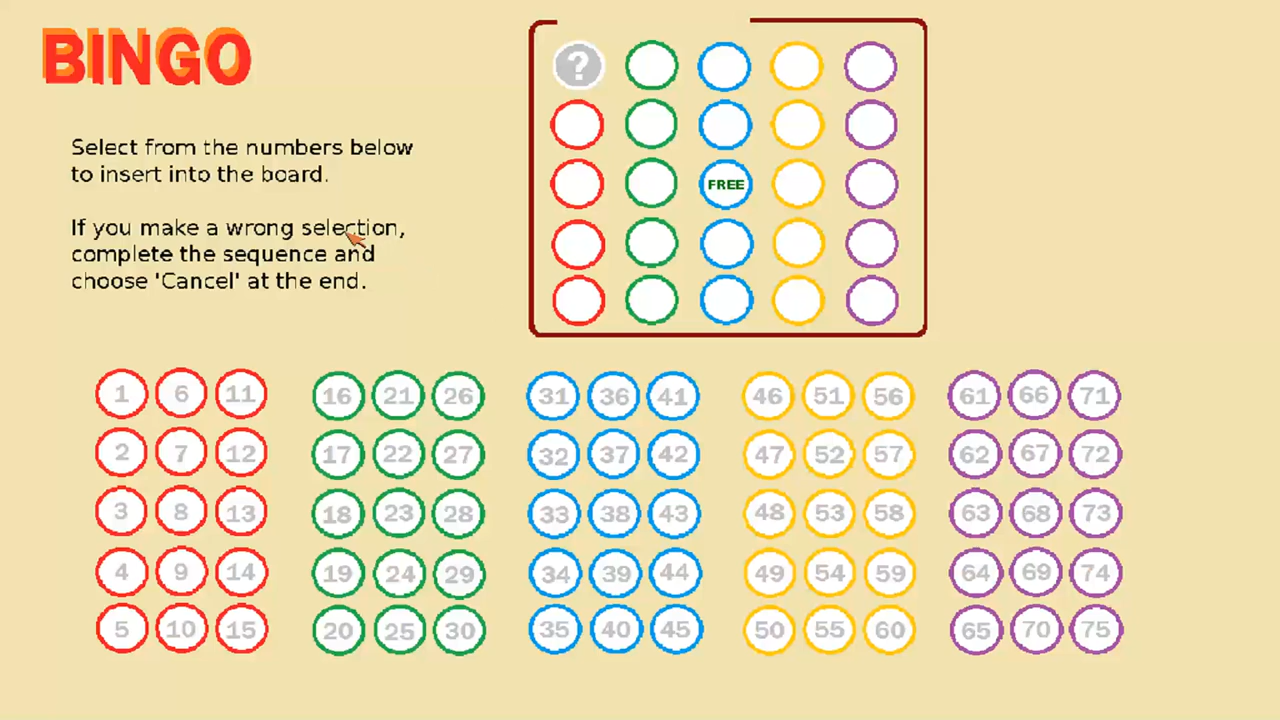 BINGO
Select from the numbers below
to insert into the board.
If you make a wrong selection,
complete the sequence and
choose 'Cancel' at the end.
?
FREE
1 6 11 16 21 26 31 36 41 46 51 56 61 66 71
2 7 12 17 22 27 32 37 42 47 52 57 62 67 72
3 8 13 18 23 28 33 38 43 48 53 58 63 68 73
4 9 14 19 24 29 34 39 44 49 54 59 64 69 74
5 10 15 20 25 30 35 40 45 50 55 60 65 70 75